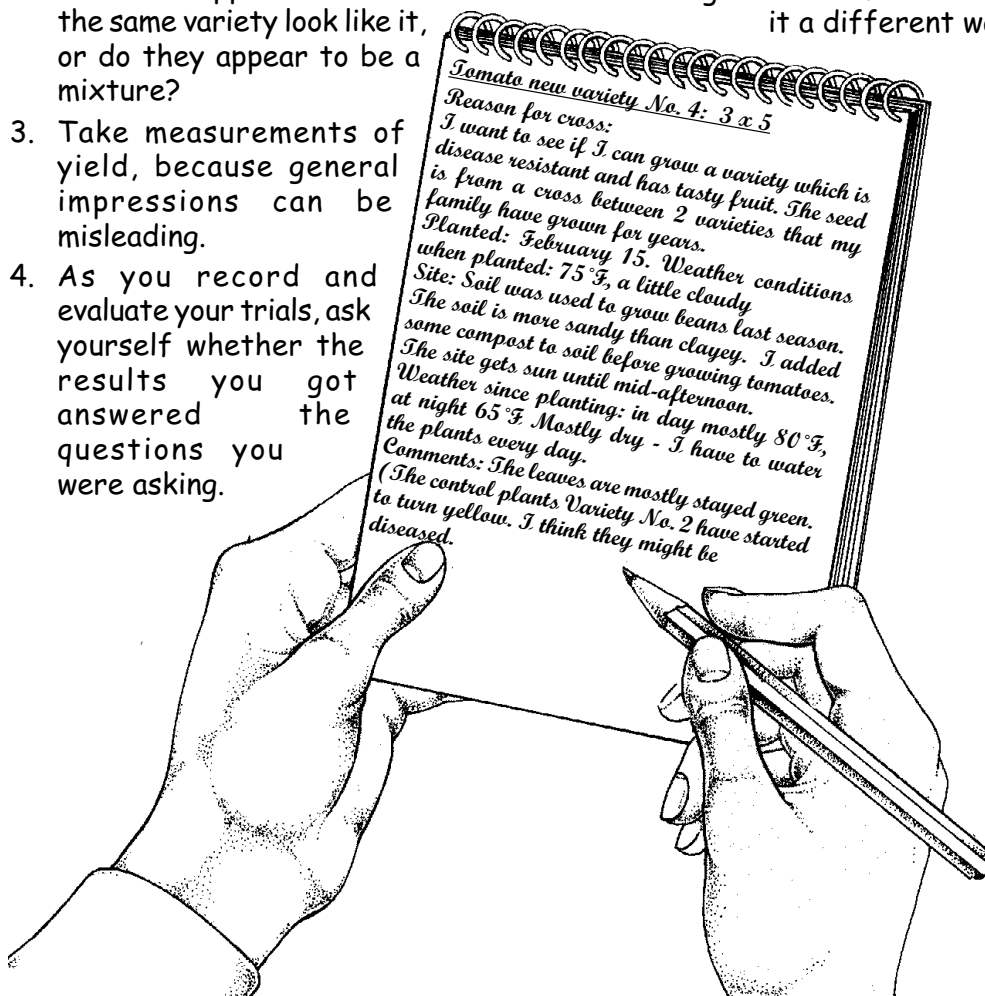 the same variety look like it,
or do they appear to be a
mixture?
3. Take measurements of
yield, because general
impressions can be
misleading.
4. As you record and
evaluate your trials, ask
yourself whether the
results you got
answered the
questions you
were asking.
it a different
Tomato new variety No. 4: 3 x 5
Reason for cross:
I want to see if I can grow a variety which is
disease resistant and has tasty fruit. The seed
is from a cross between 2 varieties that my
family have grown for years.
Planted: February 15. Weather conditions
when planted: 75°F, a little cloudy
Site: Soil was used to grow beans last season.
The soil is more sandy than clayey. I added
some compost to soil before growing tomatoes.
The site gets sun until mid-afternoon.
Weather since planting: in day mostly 80°F,
at night 65°F. Mostly dry - I have to water
the plants every day.
Comments: The leaves are mostly stayed green.
(The control plants Variety No. 2 have started
to turn yellow. I think they might be
diseased.